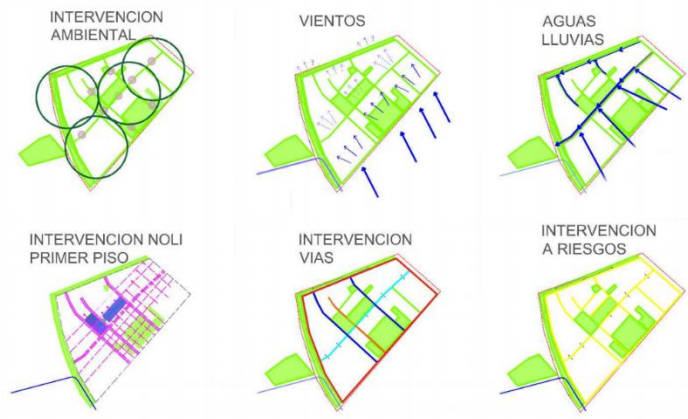 INTERVENCION
AMBIENTAL
VIENTOS
AGUAS
LLUVIAS
INTERVENCION NOLI
PRIMER PISO
INTERVENCION
VIAS
INTERVENCION
A RIESGOS